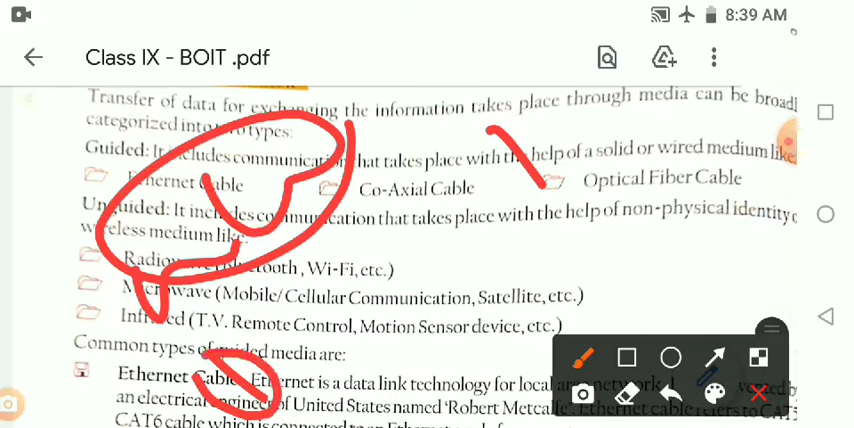 8:39 AM
Class IX - BOIT .pdf
Transfer of data for exchanging the information takes place through media can be broadl
categorized into types:
Guided: It includes communication that takes place with the help of a solid or wired medium like
Ethernet Cable Co-Axial Cable Optical Fiber Cable
Unguided: It includes communication that takes place with the help of non-physical identity
wireless medium like:
Radiowave (Bluetooth, Wi-Fi, etc.)
Microwave (Mobile/Cellular Communication, Satellite, etc.)
Infrared (T.V. Remote Control, Motion Sensor device, etc.)
Common types of guided media are:
Ethernet Cable: Ethernet is a data link technology for local area network
an electrical engineer of United States named 'Robert Metcalfe'. Ethernet cable refers to CAT5
CAT6 cable which is connected to an